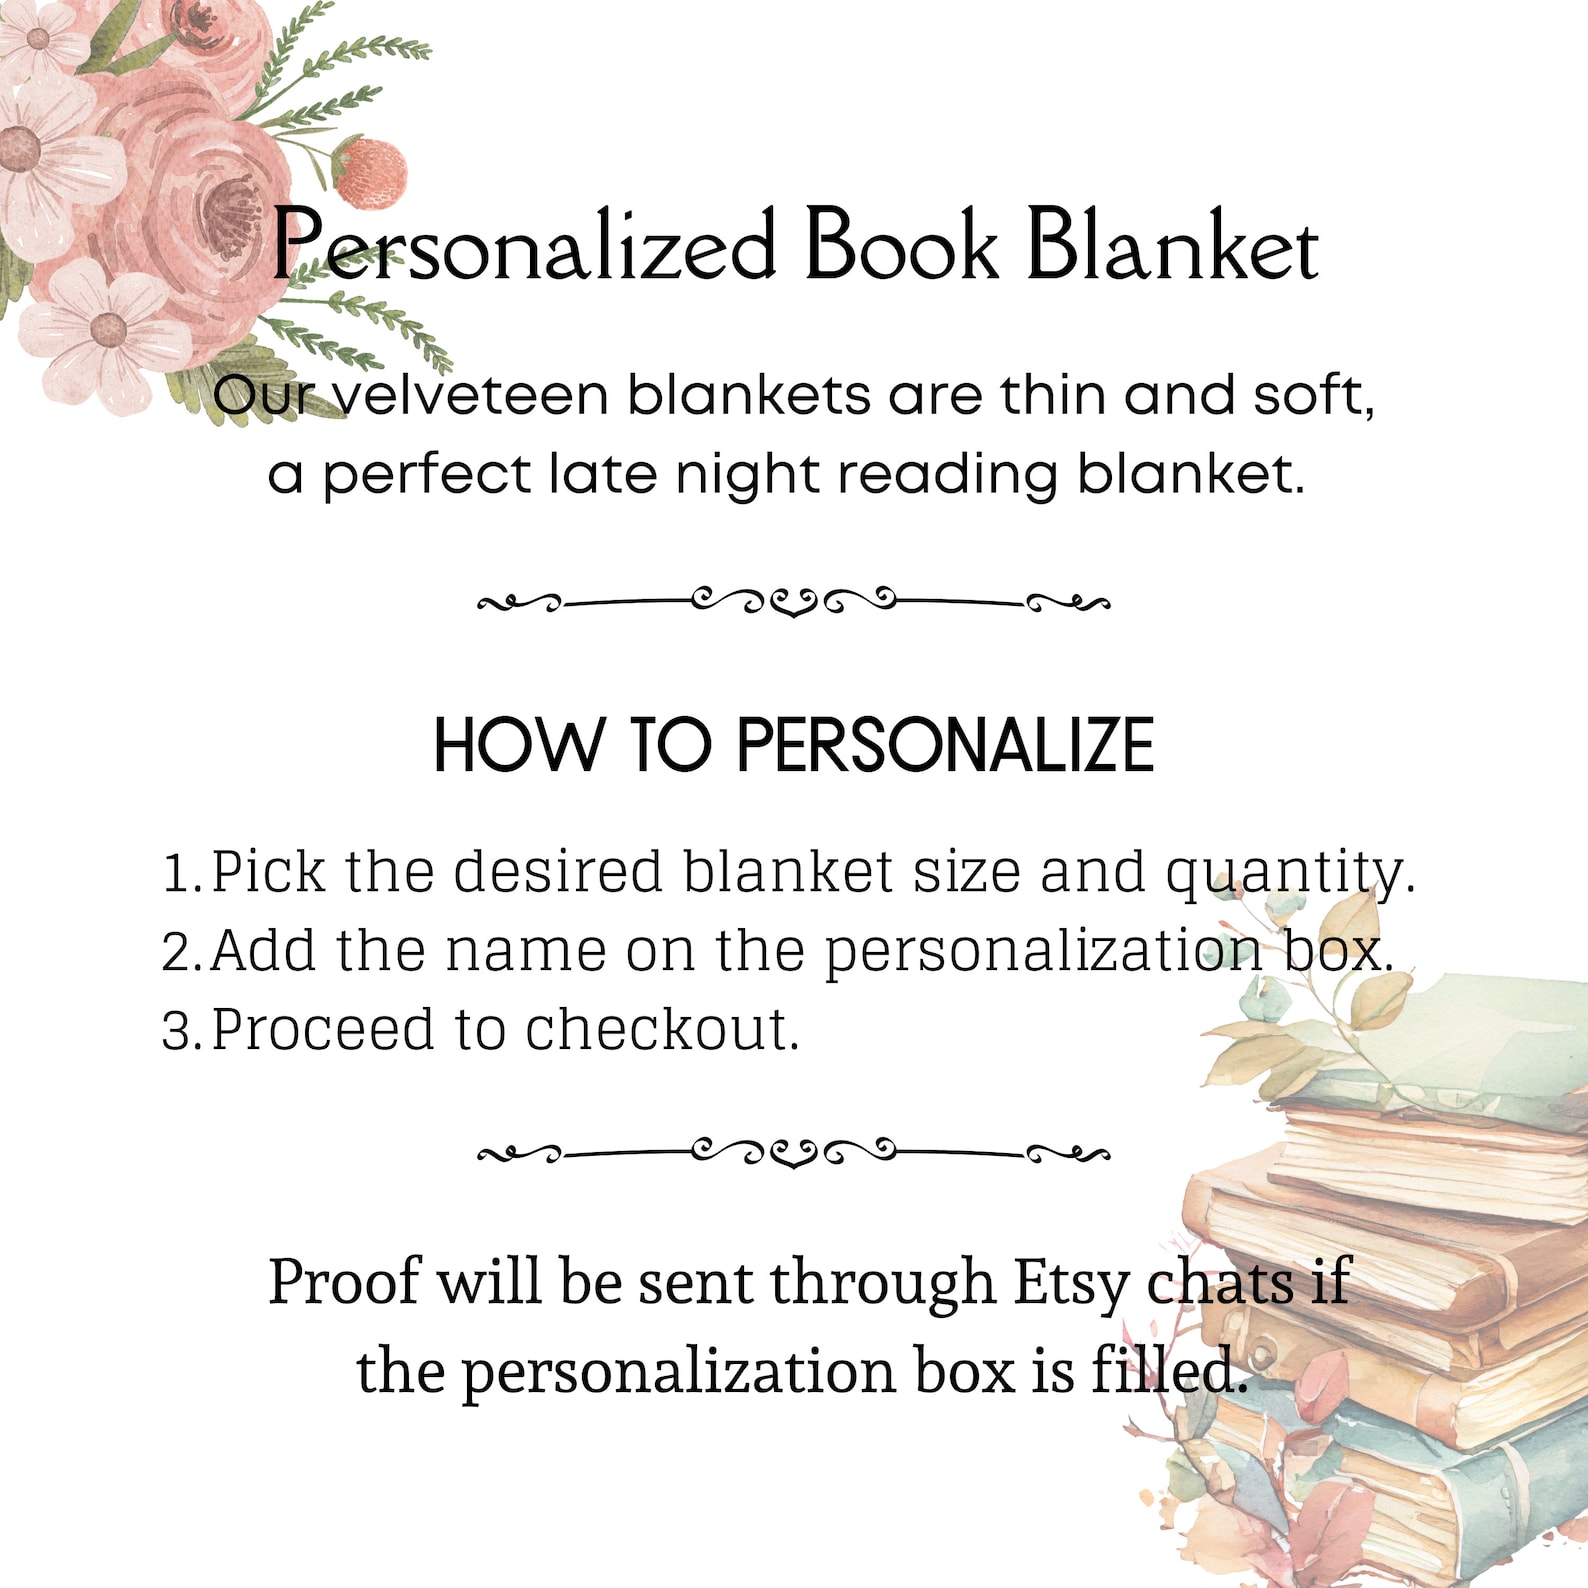 Personalized Book Blanket
Our velveteen blankets are thin and soft,
a perfect late night reading blanket.
HOW TO PERSONALIZE
1. Pick the desired blanket size and quantity.
2. Add the name on the personalization box.
3. Proceed to checkout.
Proof will be sent through Etsy chats if
the personalization box is filled.